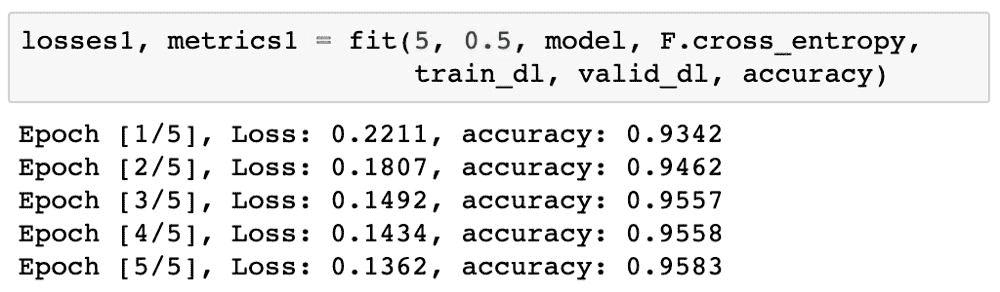 losses1, metrics1 = fit(5, 0.5, model, F.cross_entropy,
train_dl, valid_dl, accuracy)
Epoch [1/5], Loss: 0.2211, accuracy: 0.9342
Epoch [2/5], Loss: 0.1807, accuracy: 0.9462
Epoch [3/5], Loss: 0.1492, accuracy: 0.9557
Epoch [4/5], Loss: 0.1434, accuracy: 0.9558
Epoch [5/5], Loss: 0.1362, accuracy: 0.9583